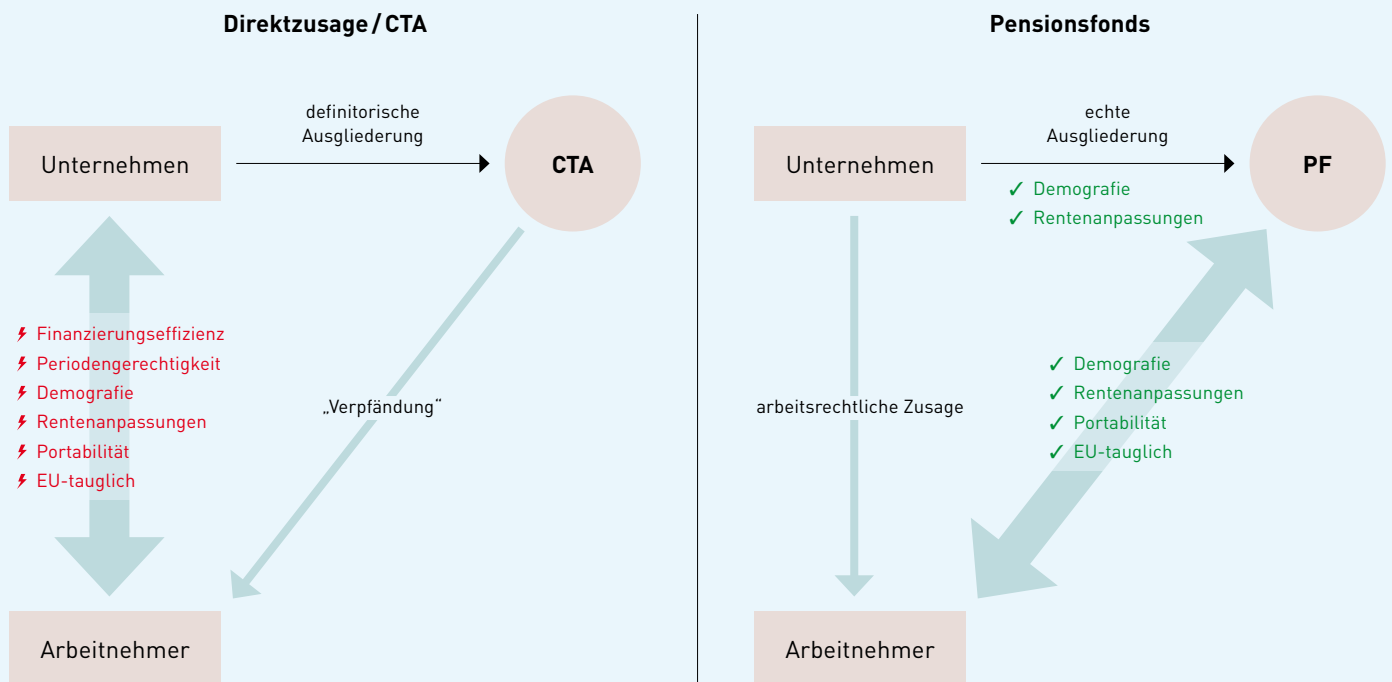 Direktzusage / CTA
definitorische
Ausgliederung
Unternehmen
CTA
Finanzierungseffizienz
Periodengerechtigkeit
Demografie
Rentenanpassungen
Portabilität
EU-tauglich
„Verpfändung“
Arbeitnehmer
Pensionsfonds
echte
Ausgliederung
Unternehmen
PF
✓ Demografie
✓ Rentenanpassungen
arbeitsrechtliche Zusage
✓ Demografie
✓ Rentenanpassungen
✓ Portabilität
✓ EU-tauglich
Arbeitnehmer